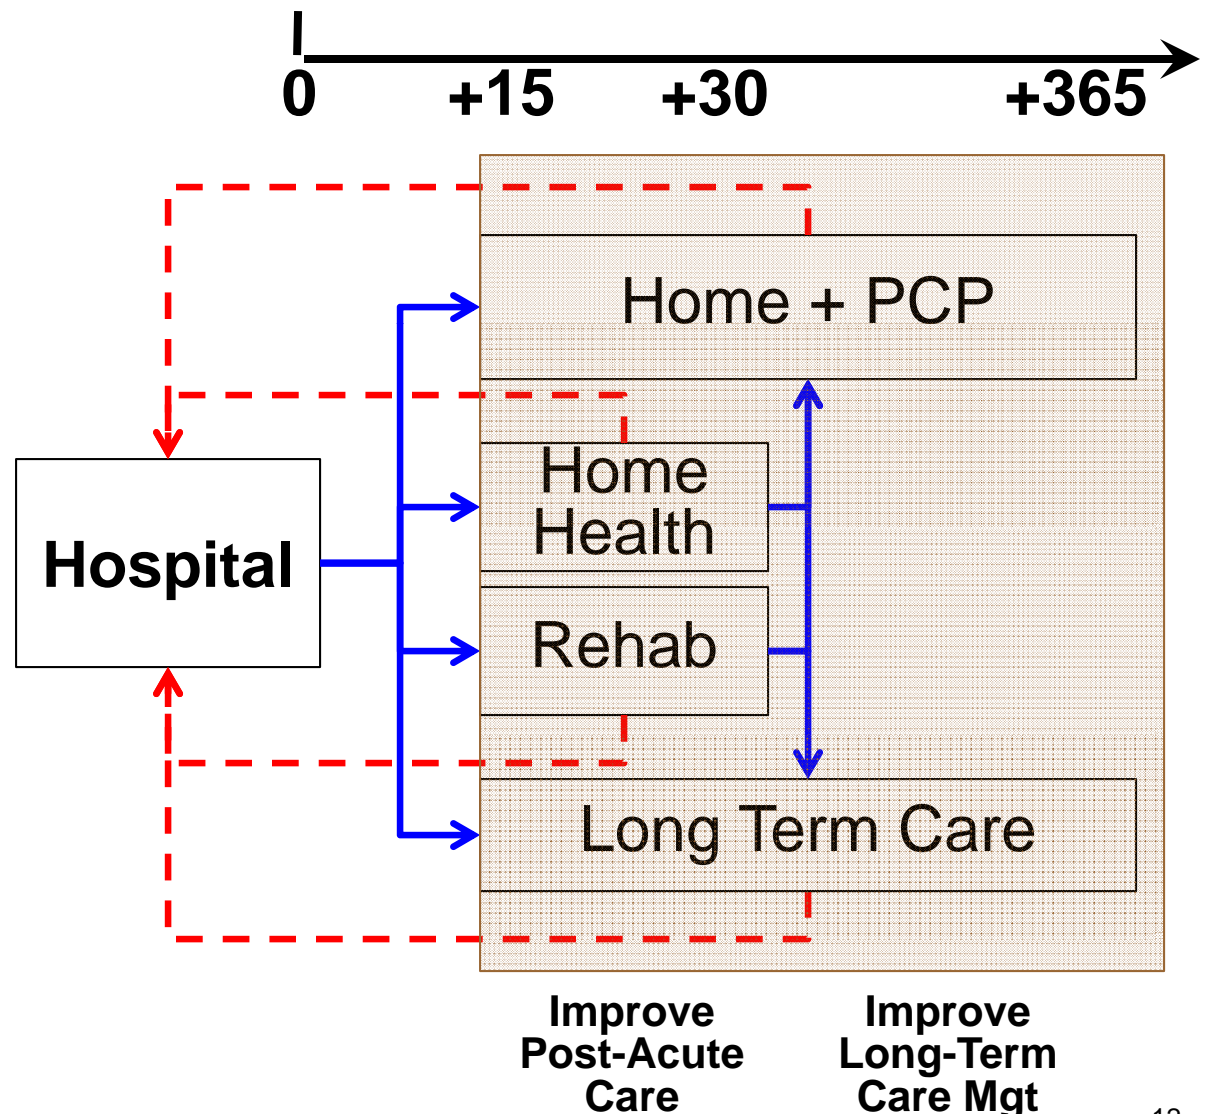 0 +15 +30 +365
Home + PCP
Home
Health
Hospital
Rehab
Long Term Care
Improve
Post-Acute
Care
Improve
Long-Term
Care Mgt